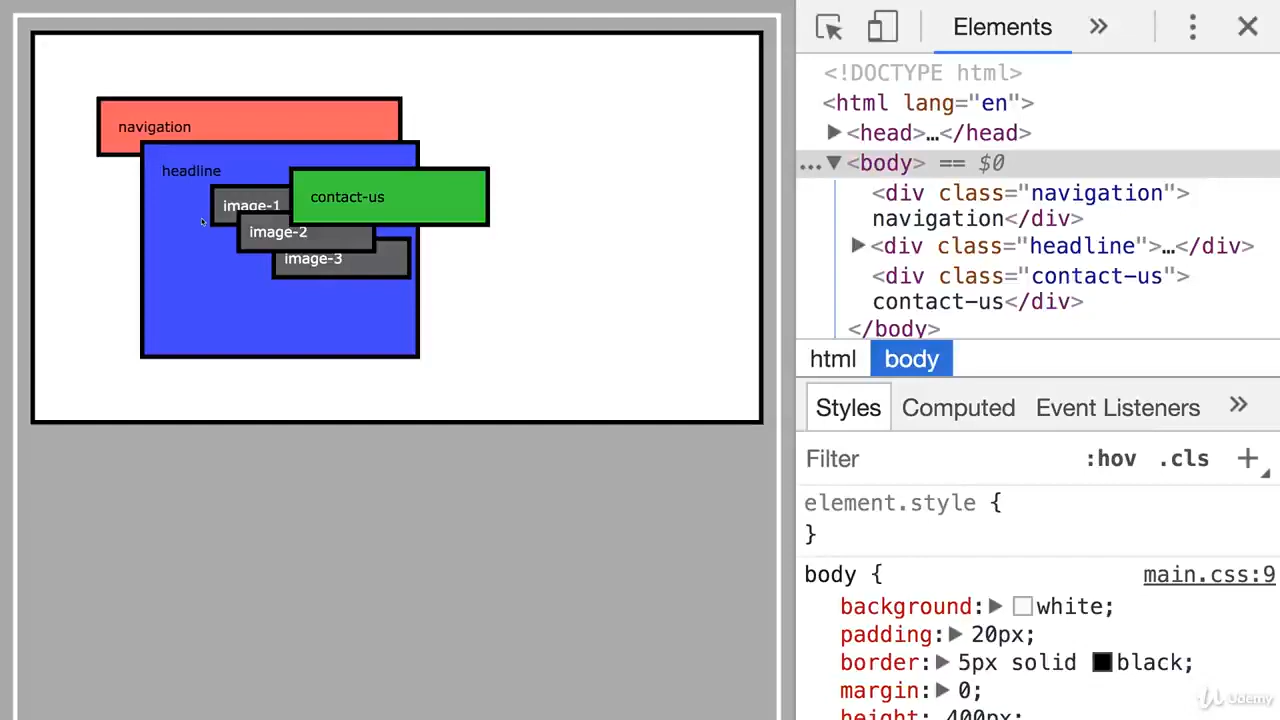 navigation
headline
image-1
contact-us
image-2
image-3
Elements »
<!DOCTYPE html>
<html lang="en">
▶<head>…</head>
…▼<body> == $0
<div class="navigation">
navigation</div>
▶<div class="headline">…</div>
<div class="contact-us">
contact-us</div>
</body>
html body
Styles Computed Event Listeners »
Filter :hov .cls +
element.style {
}
body { main.css:9
background:▶ white;
padding:▶ 20px;
border:▶ 5px solid black;
margin:▶ 0;
height: 400px;
Udemy